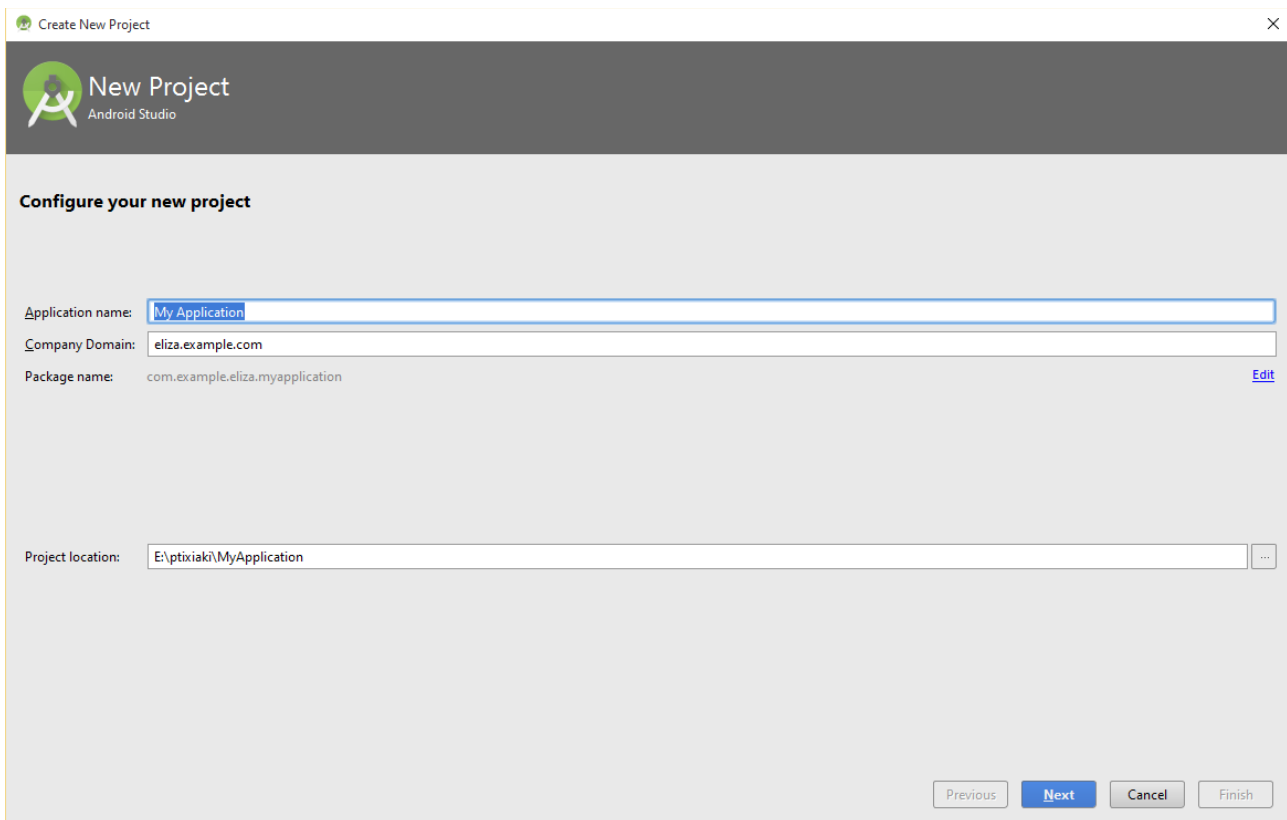 Create New Project
New Project
Android Studio
Configure your new project
Application name: My Application
Company Domain: eliza.example.com
Package name: com.example.eliza.myapplication Edit
Project location: E:\ptixiaki\MyApplication ...
Previous Next Cancel Finish